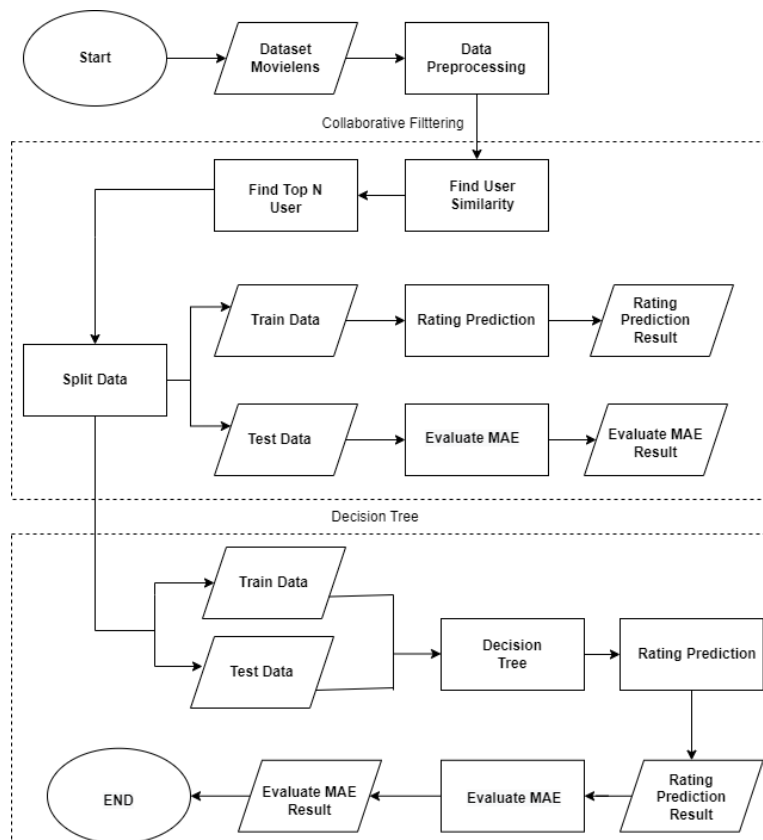 Start
Dataset
Movielens
Data
Preprocessing
Collaborative Filttering
Find Top N
User
Find User
Similarity
Train Data
Rating Prediction
Rating
Prediction
Result
Split Data
Test Data
Evaluate MAE
Evaluate MAE
Result
Decision Tree
Train Data
Test Data
Decision
Tree
Rating Prediction
END
Evaluate MAE
Result
Evaluate MAE
Rating
Prediction
Result